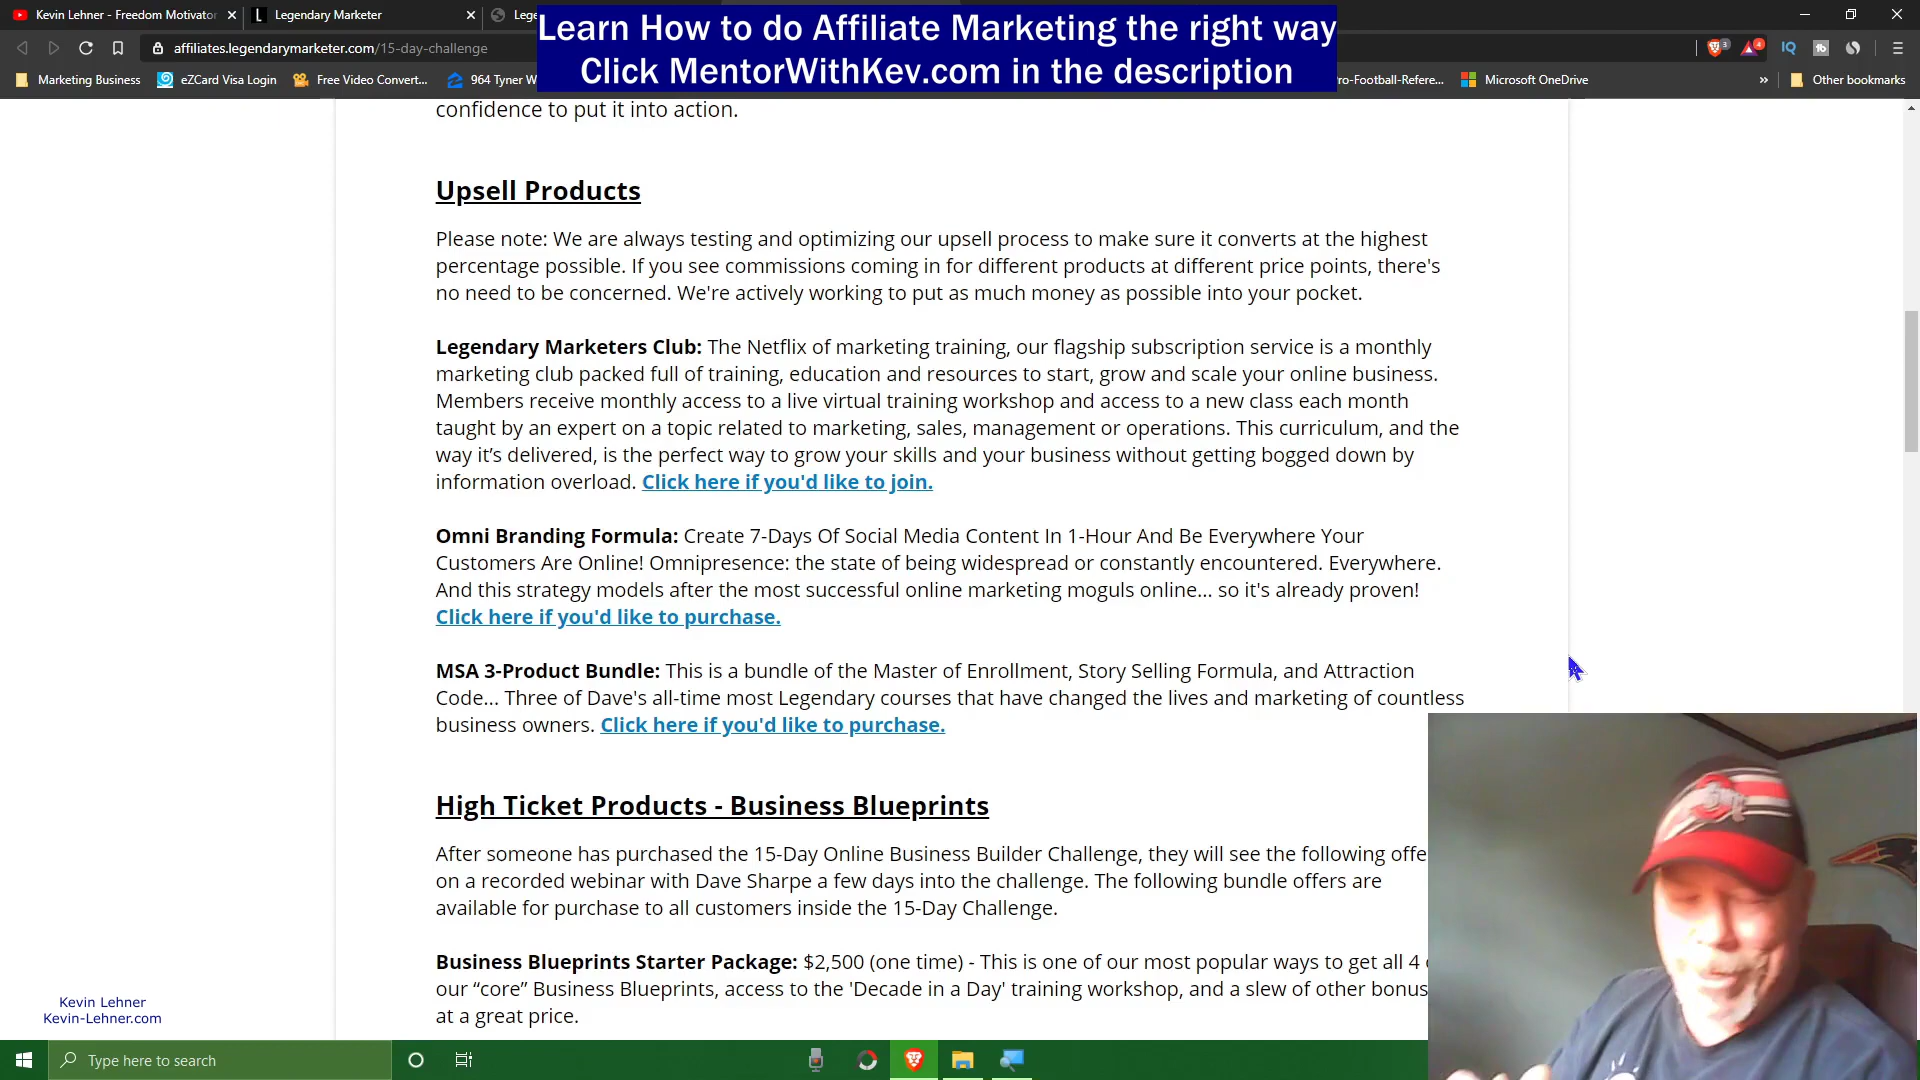 Kevin Lehner - Freedom Motivator
Legendary Marketer
Lege
Learn How to do Affiliate Marketing the right way
Click MentorWithKev.com in the description
affiliates.legendarymarketer.com/15-day-challenge
Marketing Business
eZCard Visa Login
Free Video Convert...
964 Tyner W
ro-Football-Refere...
Microsoft OneDrive
Other bookmarks
confidence to put it into action.
Upsell Products
Please note: We are always testing and optimizing our upsell process to make sure it converts at the highest
percentage possible. If you see commissions coming in for different products at different price points, there's
no need to be concerned. We're actively working to put as much money as possible into your pocket.
Legendary Marketers Club: The Netflix of marketing training, our flagship subscription service is a monthly
marketing club packed full of training, education and resources to start, grow and scale your online business.
Members receive monthly access to a live virtual training workshop and access to a new class each month
taught by an expert on a topic related to marketing, sales, management or operations. This curriculum, and the
way it’s delivered, is the perfect way to grow your skills and your business without getting bogged down by
information overload. Click here if you'd like to join.
Omni Branding Formula: Create 7-Days Of Social Media Content In 1-Hour And Be Everywhere Your
Customers Are Online! Omnipresence: the state of being widespread or constantly encountered. Everywhere.
And this strategy models after the most successful online marketing moguls online... so it's already proven!
Click here if you'd like to purchase.
MSA 3-Product Bundle: This is a bundle of the Master of Enrollment, Story Selling Formula, and Attraction
Code... Three of Dave's all-time most Legendary courses that have changed the lives and marketing of countless
business owners. Click here if you'd like to purchase.
High Ticket Products - Business Blueprints
After someone has purchased the 15-Day Online Business Builder Challenge, they will see the following offe
on a recorded webinar with Dave Sharpe a few days into the challenge. The following bundle offers are
available for purchase to all customers inside the 15-Day Challenge.
Business Blueprints Starter Package: $2,500 (one time) - This is one of our most popular ways to get all 4
our “core” Business Blueprints, access to the 'Decade in a Day' training workshop, and a slew of other bonus
at a great price.
Kevin Lehner
Kevin-Lehner.com
Type here to search